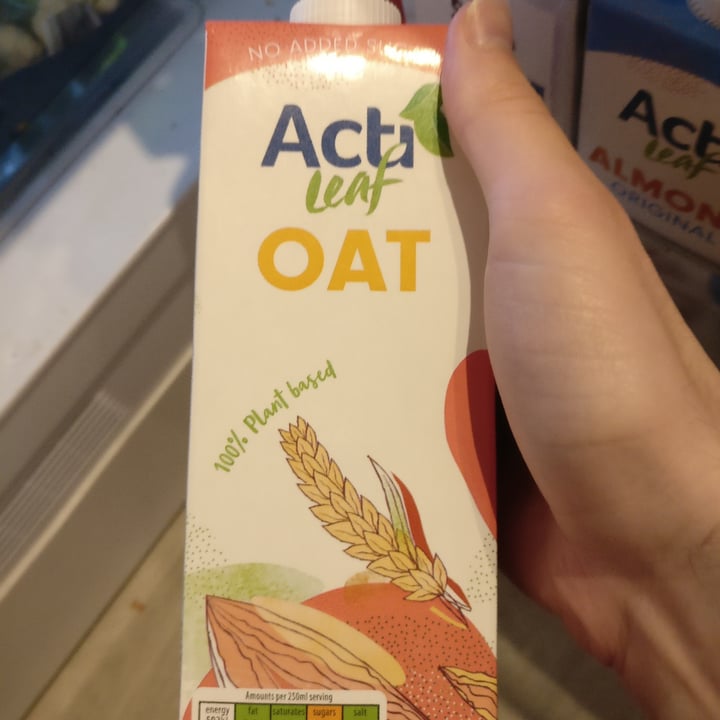 NO ADDED SUGAR
Acti
leaf
OAT
100% Plant based
Amounts per 250ml serving
energy fat saturates sugars salt
Acti
leaf
ALMON
ORIGINAL